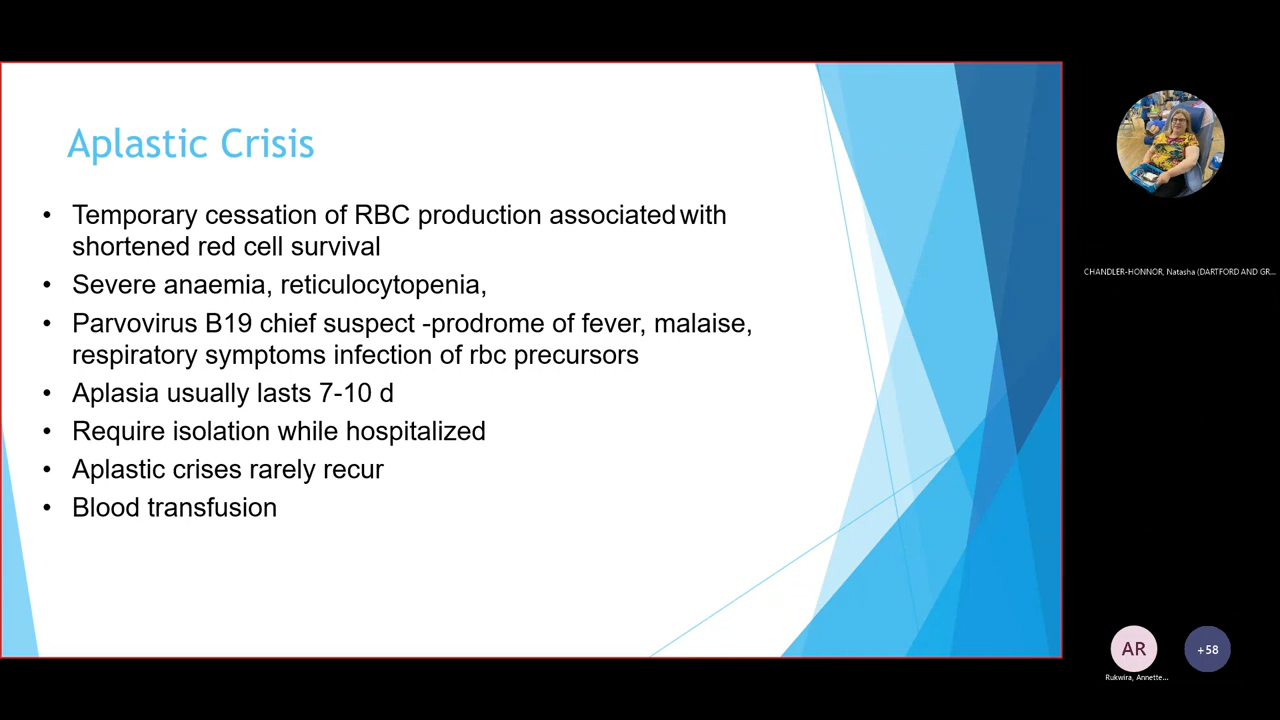 Aplastic Crisis
• Temporary cessation of RBC production associated with
shortened red cell survival
• Severe anaemia, reticulocytopenia,
• Parvovirus B19 chief suspect -prodrome of fever, malaise,
respiratory symptoms infection of rbc precursors
• Aplasia usually lasts 7-10 d
• Require isolation while hospitalized
• Aplastic crises rarely recur
• Blood transfusion
CHANDLER-HONNOR, Natasha (DARTFORD AND GR...
AR
+58
Rukwira, Annette...